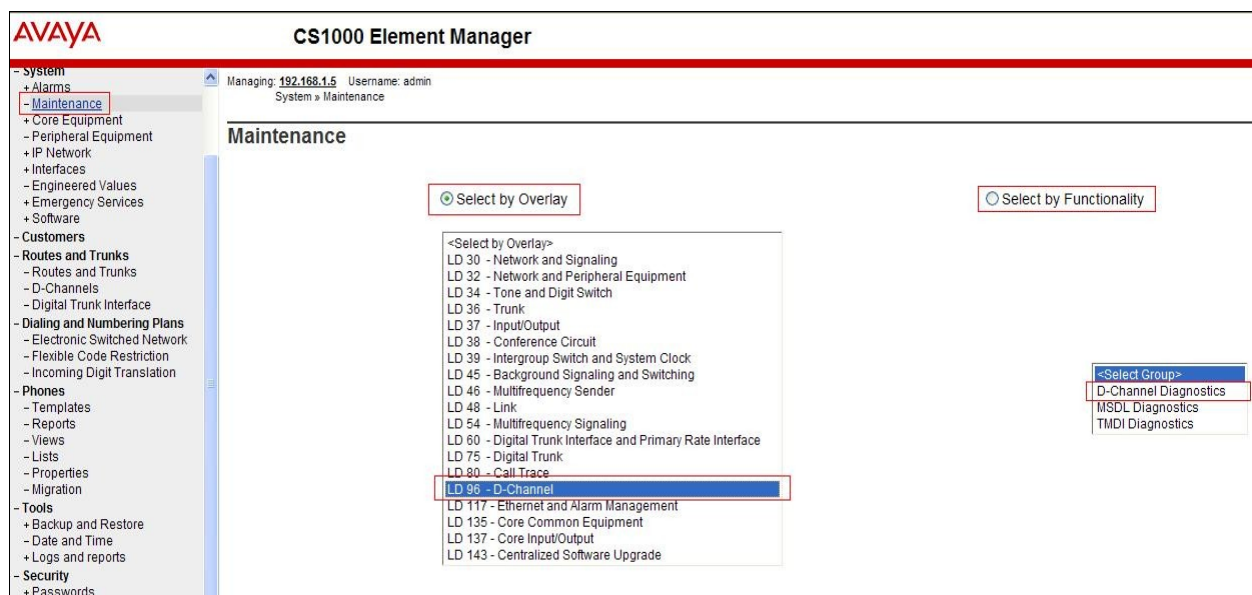 AVAYA
CS1000 Element Manager
- System
+ Alarms
- Maintenance
+ Core Equipment
- Peripheral Equipment
+ IP Network
+ Interfaces
- Engineered Values
+ Emergency Services
+ Software
- Customers
- Routes and Trunks
- Routes and Trunks
- D-Channels
- Digital Trunk Interface
- Dialing and Numbering Plans
- Electronic Switched Network
- Flexible Code Restriction
- Incoming Digit Translation
- Phones
- Templates
- Reports
- Views
- Lists
- Properties
- Migration
- Tools
+ Backup and Restore
- Date and Time
+ Logs and reports
- Security
+ Passwords
Managing: 192.168.1.5 Username: admin
System » Maintenance
Maintenance
Select by Overlay
<Select by Overlay>
LD 30 - Network and Signaling
LD 32 - Network and Peripheral Equipment
LD 34 - Tone and Digit Switch
LD 36 - Trunk
LD 37 - Input/Output
LD 38 - Conference Circuit
LD 39 - Intergroup Switch and System Clock
LD 45 - Background Signaling and Switching
LD 46 - Multifrequency Sender
LD 48 - Link
LD 54 - Multifrequency Signaling
LD 60 - Digital Trunk Interface and Primary Rate Interface
LD 75 - Digital Trunk
LD 80 - Call Trace
LD 96 - D-Channel
LD 117 - Ethernet and Alarm Management
LD 135 - Core Common Equipment
LD 137 - Core Input/Output
LD 143 - Centralized Software Upgrade
Select by Functionality
<Select Group>
D-Channel Diagnostics
MSDL Diagnostics
TMDI Diagnostics